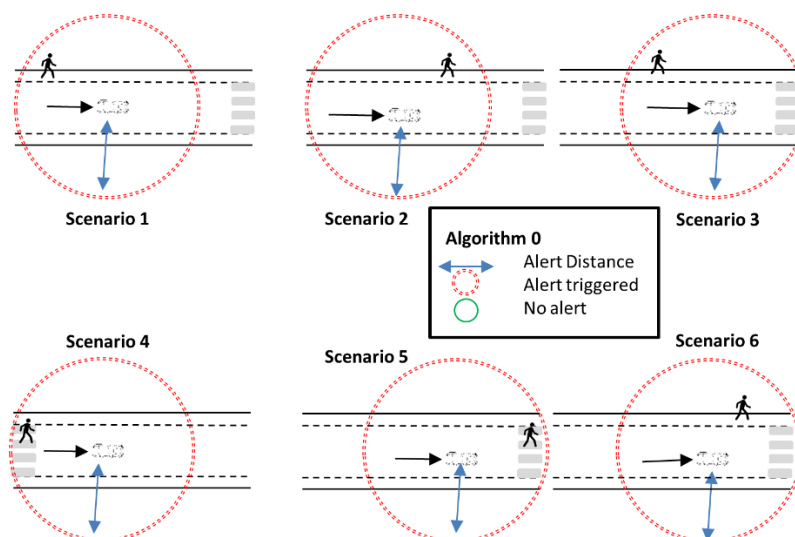 Scenario 1
Scenario 2
Scenario 3
Algorithm 0
Alert Distance
Alert triggered
No alert
Scenario 4
Scenario 5
Scenario 6